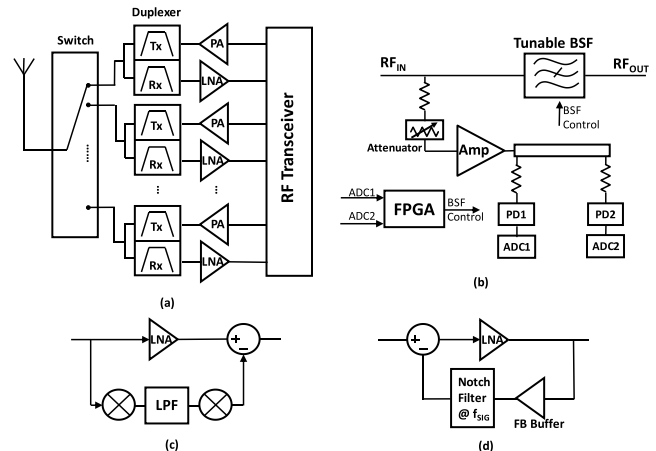 Duplexer
Switch
Tx
PA
Rx
LNA
Tx
PA
Rx
LNA
Tx
PA
Rx
LNA
RF Transceiver
(a)
Tunable BSF
RF_IN
RF_OUT
BSF
Control
Attenuator
Amp
ADC1
ADC2
FPGA
BSF
Control
PD1
PD2
ADC1
ADC2
(b)
LNA
+
−
LPF
(c)
+
−
LNA
Notch
Filter
@ f_SIG
FB Buffer
(d)